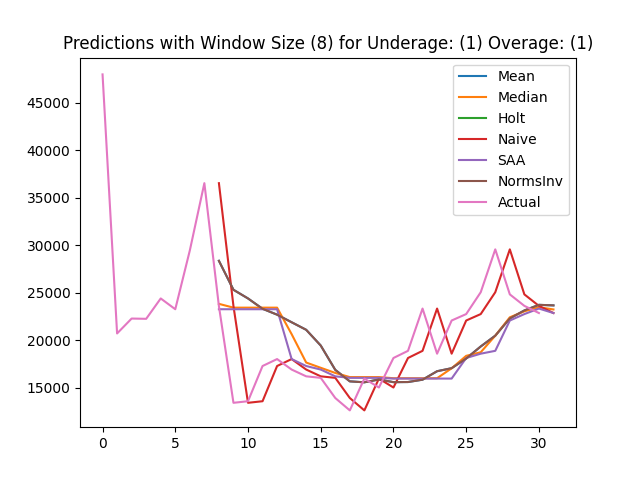 Predictions with Window Size (8) for Underage: (1) Overage: (1)
45000
40000
35000
30000
25000
20000
15000
0 5 10 15 20 25 30
Mean
Median
Holt
Naive
SAA
NormsInv
Actual